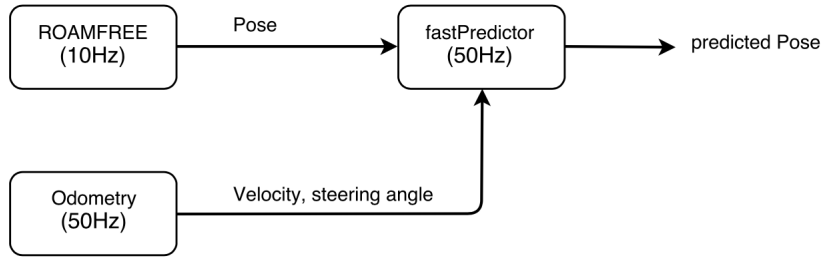 ROAMFREE
(10Hz)
Pose
fastPredictor
(50Hz)
predicted Pose
Odometry
(50Hz)
Velocity, steering angle